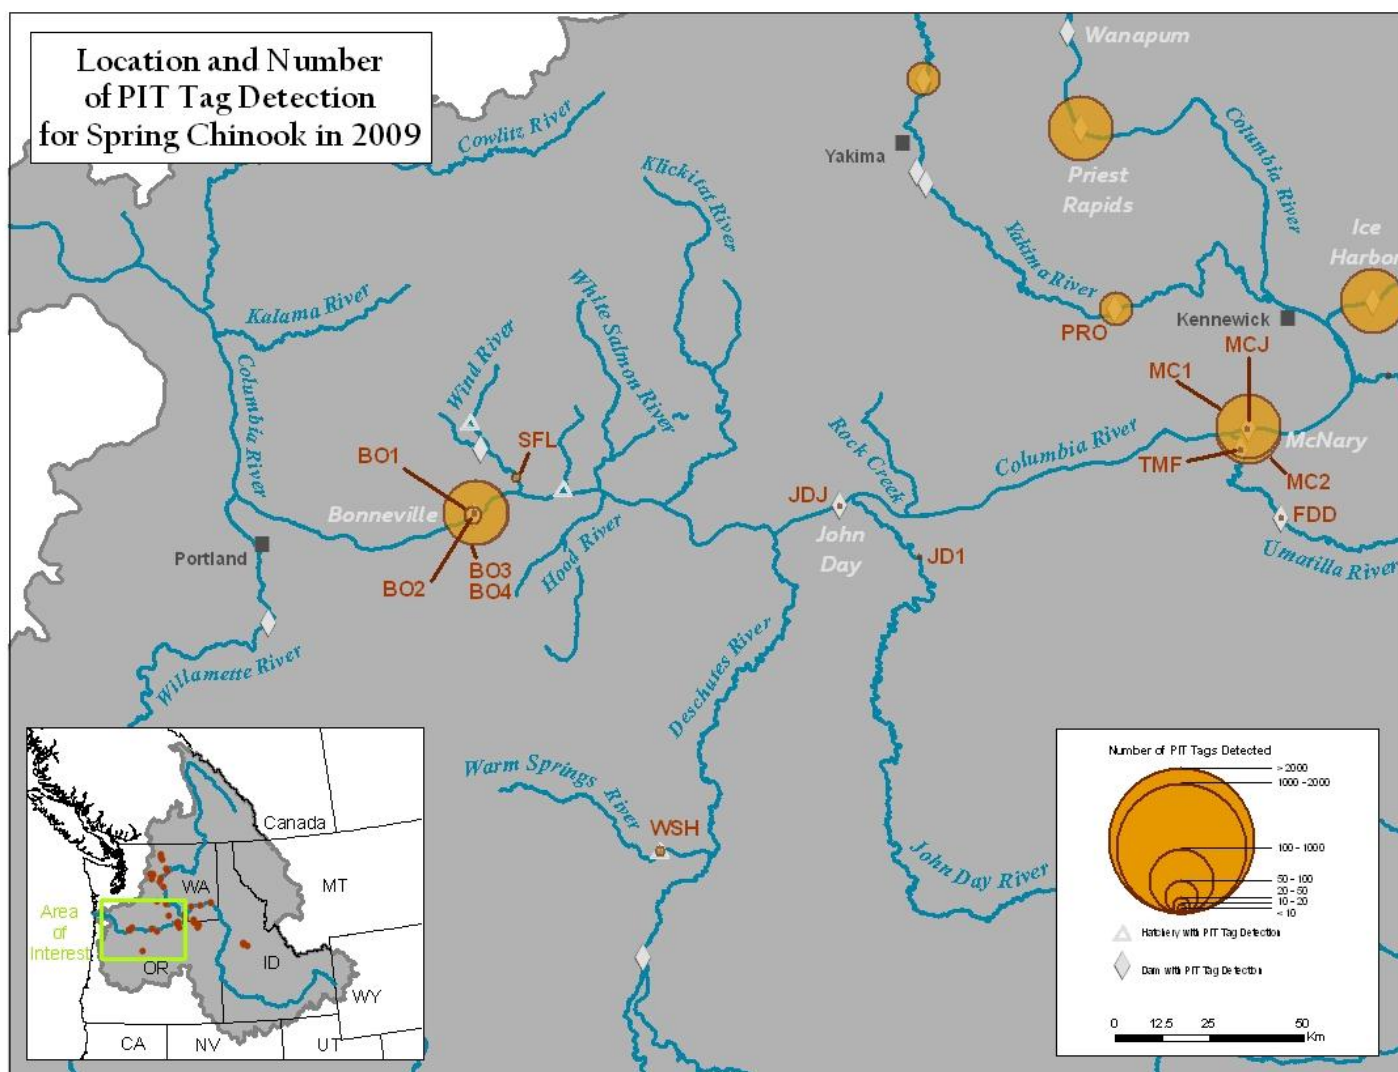 Location and Number
of PIT Tag Detection
for Spring Chinook in 2009
Cowlitz River
Klickitat River
Yakima
Wanapum
Priest
Rapids
Columbia River
Ice
Harbor
Yakima River
PRO
Kennewick
MCJ
MC1
McNary
TMF
MC2
FDD
Umatilla River
Kalama River
Columbia River
Wind River
White Salmon River
SFL
BO1
Bonneville
BO2
BO3
BO4
Hood River
Portland
Willamette River
Rock Creek
Columbia River
JDJ
John
Day
JD1
Deschutes River
Warm Springs River
WSH
John Day River
Canada
WA
MT
Area
of
Interest
OR
ID
WY
CA
NV
UT
Number of PIT Tags Detected
>2000
1000-2000
100-1000
50-100
20-50
10-20
<10
Hatchery with PIT Tag Detection
Dam with PIT Tag Detection
0 12.5 25 50
Km